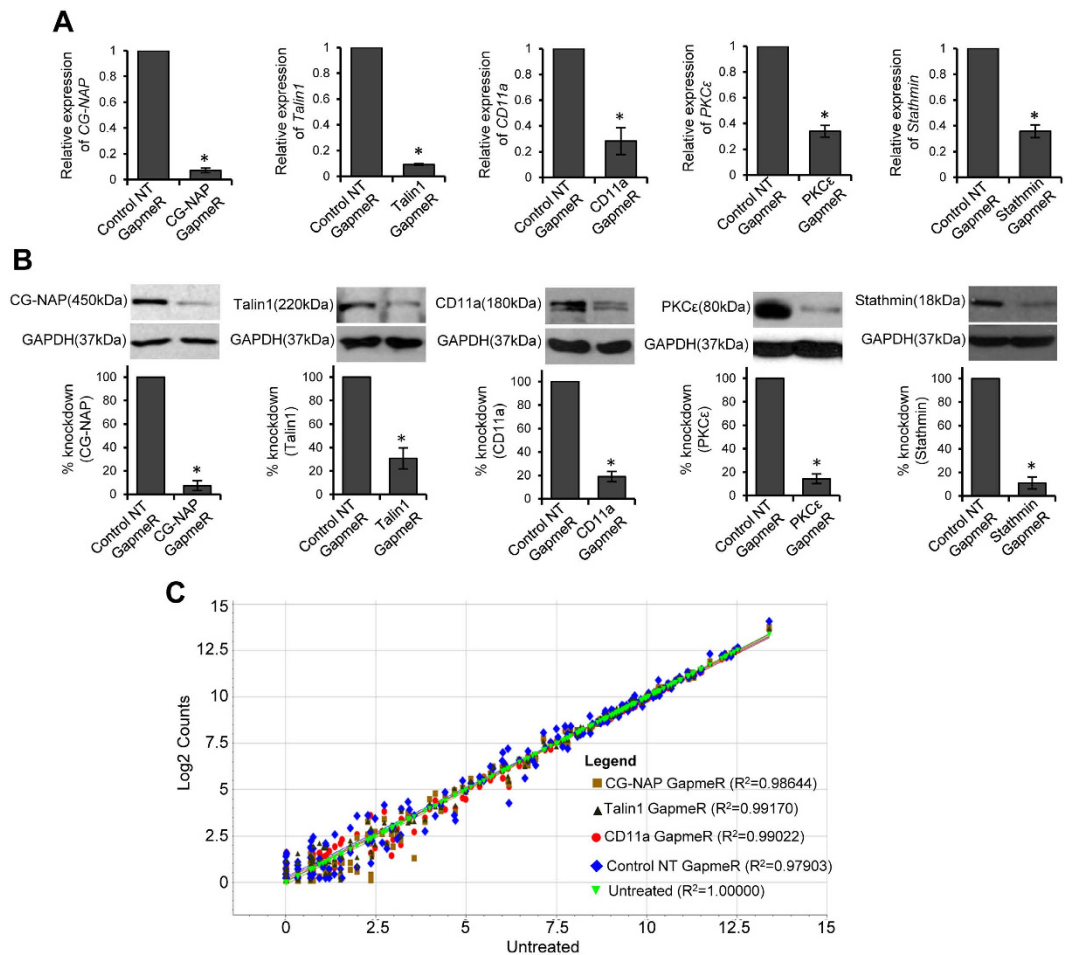 A
Relative expression
of CG-NAP
1
0.8
0.6
0.4
0.2
0
*
Control NT
GapmeR
CG-NAP
GapmeR
Relative expression
of Talin1
1
0.8
0.6
0.4
0.2
0
*
Control NT
GapmeR
Talin1
GapmeR
Relative expression
of CD11a
1
0.8
0.6
0.4
0.2
0
*
Control NT
GapmeR
CD11a
GapmeR
Relative expression
of PKCε
1
0.8
0.6
0.4
0.2
0
*
Control NT
GapmeR
PKCε
GapmeR
Relative expression
of Stathmin
1
0.8
0.6
0.4
0.2
0
*
Control NT
GapmeR
Stathmin
GapmeR
B
CG-NAP(450kDa)
GAPDH(37kDa)
% knockdown
(CG-NAP)
100
80
60
40
20
0
*
Control NT
GapmeR
CG-NAP
GapmeR
Talin1(220kDa)
GAPDH(37kDa)
% knockdown
(Talin1)
100
80
60
40
20
0
*
Control NT
GapmeR
Talin1
GapmeR
CD11a(180kDa)
GAPDH(37kDa)
% knockdown
(CD11a)
100
80
60
40
20
0
*
Control NT
GapmeR
CD11a
GapmeR
PKCε(80kDa)
GAPDH(37kDa)
% knockdown
(PKCε)
100
80
60
40
20
0
*
Control NT
GapmeR
PKCε
GapmeR
Stathmin(18kDa)
GAPDH(37kDa)
% knockdown
(Stathmin)
100
80
60
40
20
0
*
Control NT
GapmeR
Stathmin
GapmeR
C
Log2 Counts
15
12.5
10
7.5
5
2.5
0
Legend
CG-NAP GapmeR (R²=0.98644)
Talin1 GapmeR (R²=0.99170)
CD11a GapmeR (R²=0.99022)
Control NT GapmeR (R²=0.97903)
Untreated (R²=1.00000)
0 2.5 5 7.5 10 12.5 15
Untreated